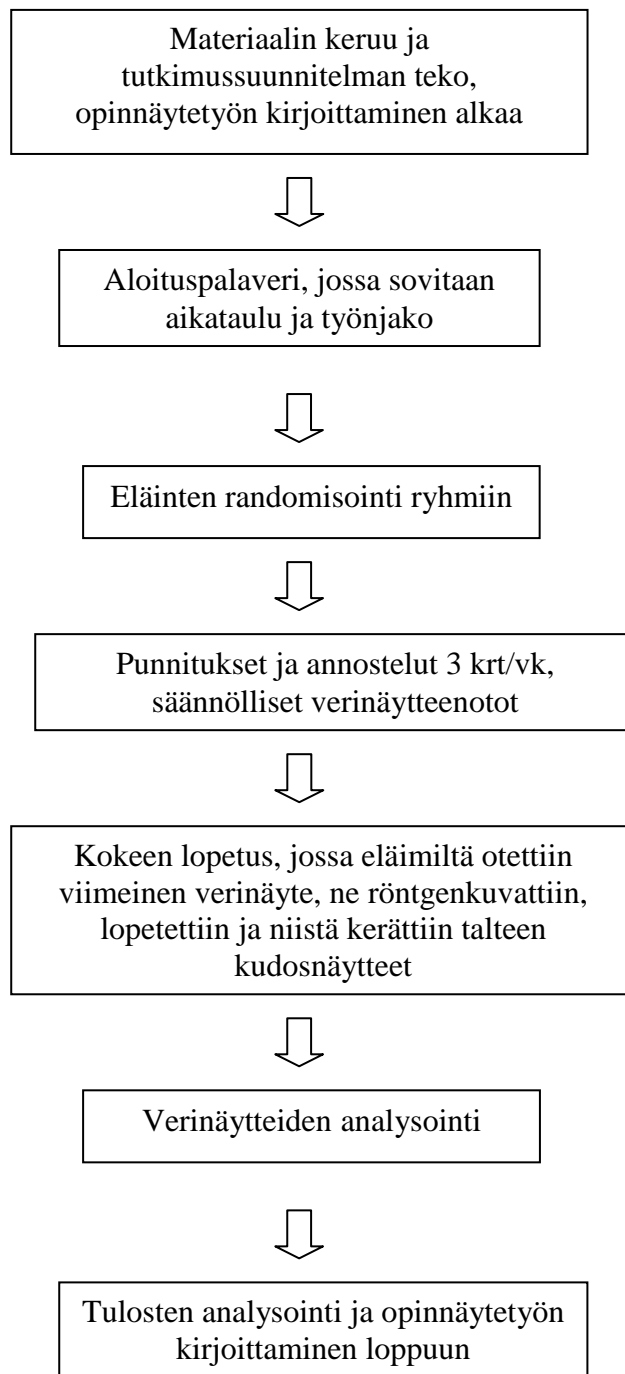 Materiaalin keruu ja
tutkimussuunnitelman teko,
opinnäytetyön kirjoittaminen alkaa
Aloituspalaveri, jossa sovitaan
aikataulu ja työnjako
Eläinten randomisointi ryhmiin
Punnitukset ja annostelut 3 krt/vk,
säännölliset verinäytteenotot
Kokeen lopetus, jossa eläimiltä otettiin
viimeinen verinäyte, ne röntgenkuvattiin,
lopetettiin ja niistä kerättiin talteen
kudosnäytteet
Verinäytteiden analysointi
Tulosten analysointi ja opinnäytetyön
kirjoittaminen loppuun